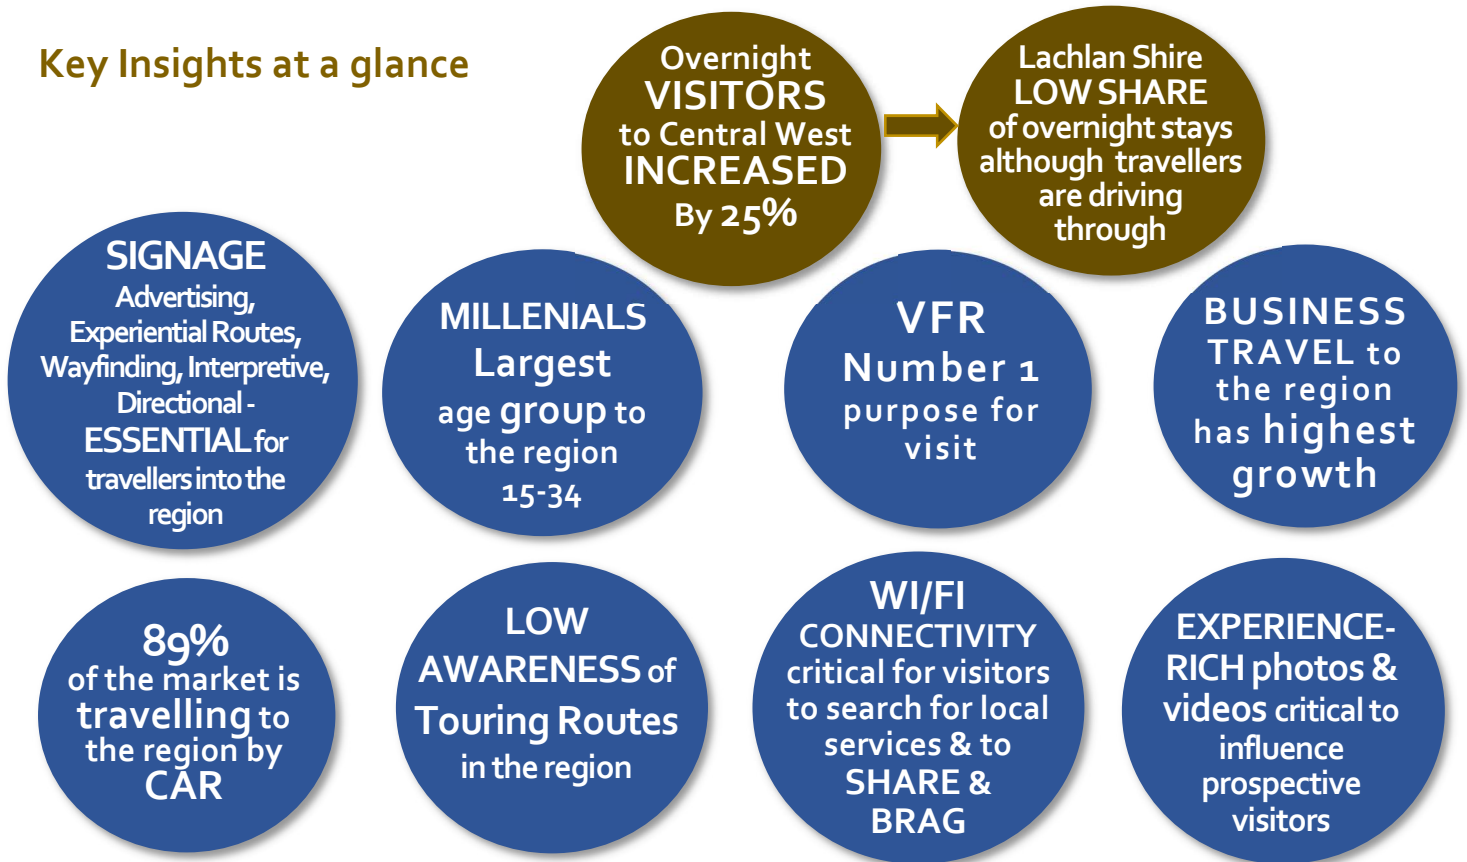 Key Insights at a glance
Overnight
VISITORS
to Central West
INCREASED
By 25%
Lachlan Shire
LOW SHARE
of overnight stays
although travellers
are driving
through
SIGNAGE
Advertising,
Experiential Routes,
Wayfinding, Interpretive,
Directional -
ESSENTIAL for
travellers into the
region
MILLENIALS
Largest
age group to
the region
15-34
VFR
Number 1
purpose for
visit
BUSINESS
TRAVEL to
the region
has highest
growth
89%
of the market is
travelling to
the region by
CAR
LOW
AWARENESS of
Touring Routes
in the region
WI/FI
CONNECTIVITY
critical for visitors
to search for local
services & to
SHARE &
BRAG
EXPERIENCE-
RICH photos &
videos critical to
influence
prospective
visitors